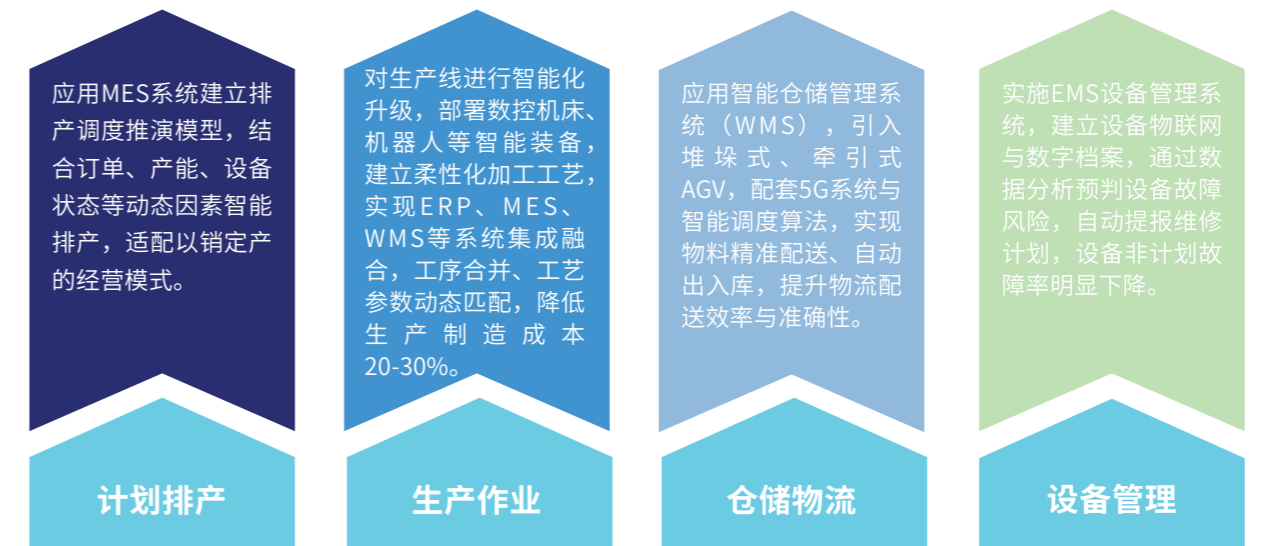 应用MES系统建立排
产调度推演模型，结
合订单、产能、设备
状态等动态因素智能
排产，适配以销定产
的经营模式。
对生产线进行智能化
升级，部署数控机床、
机器人等智能装备，
建立柔性化加工工艺，
实现ERP、MES、
WMS等系统集成融
合，工序合并、工艺
参数动态匹配，降低
生产制造成本
20-30%。
应用智能仓储管理系
统（WMS），引入
堆垛式、牵引式
AGV，配套5G系统与
智能调度算法，实现
物料精准配送、自动
出入库，提升物流配
送效率与准确性。
实施EMS设备管理系
统，建立设备物联网
与数字档案，通过数
据分析预判设备故障
风险，自动提报维修
计划，设备非计划故
障率明显下降。
计划排产
生产作业
仓储物流
设备管理